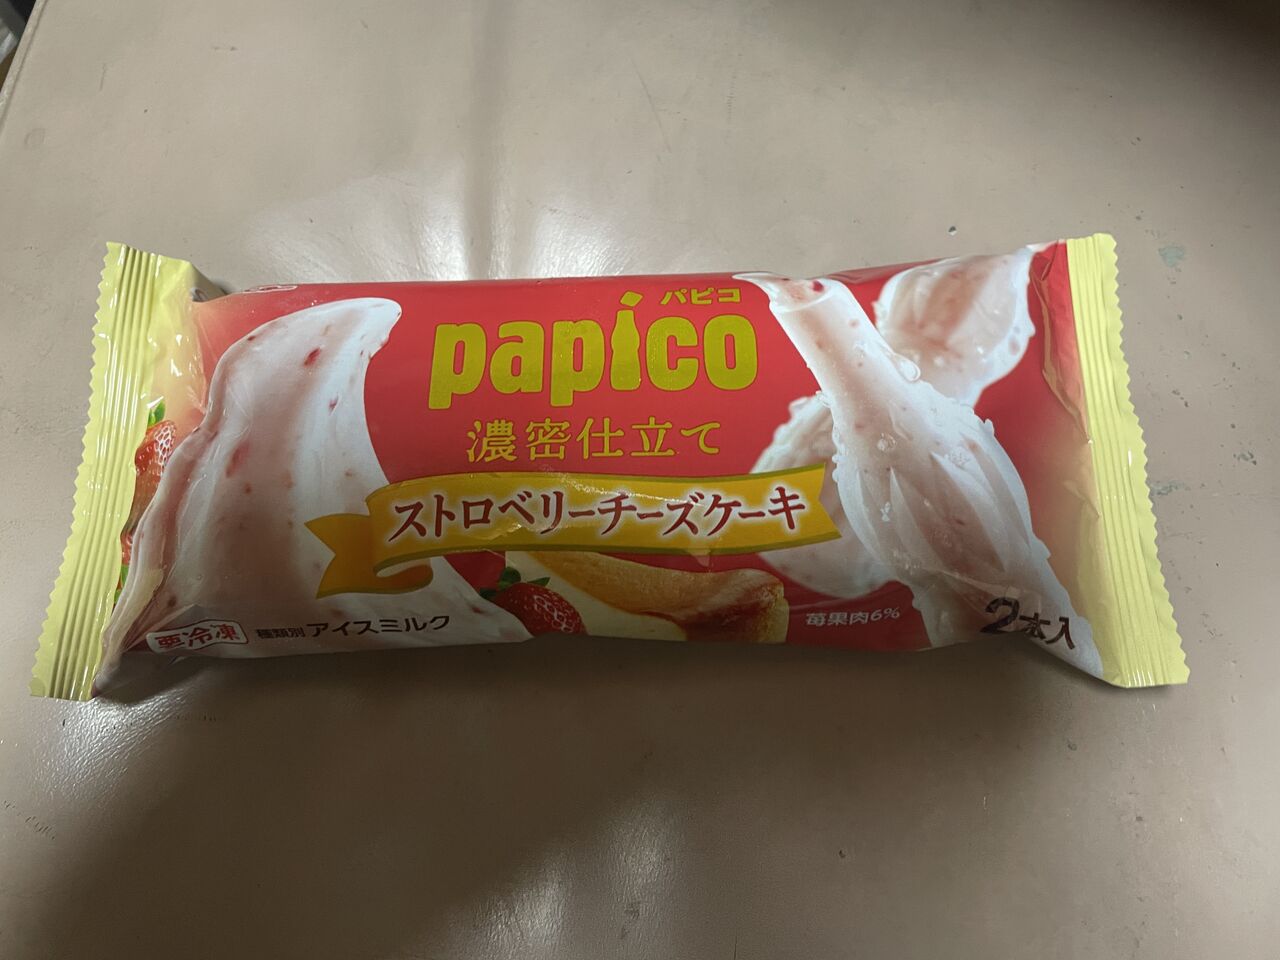 パピコ
papico
濃密仕立て
ストロベリーチーズケーキ
苺果肉6%
2本入
種類別 アイスミルク
要冷凍